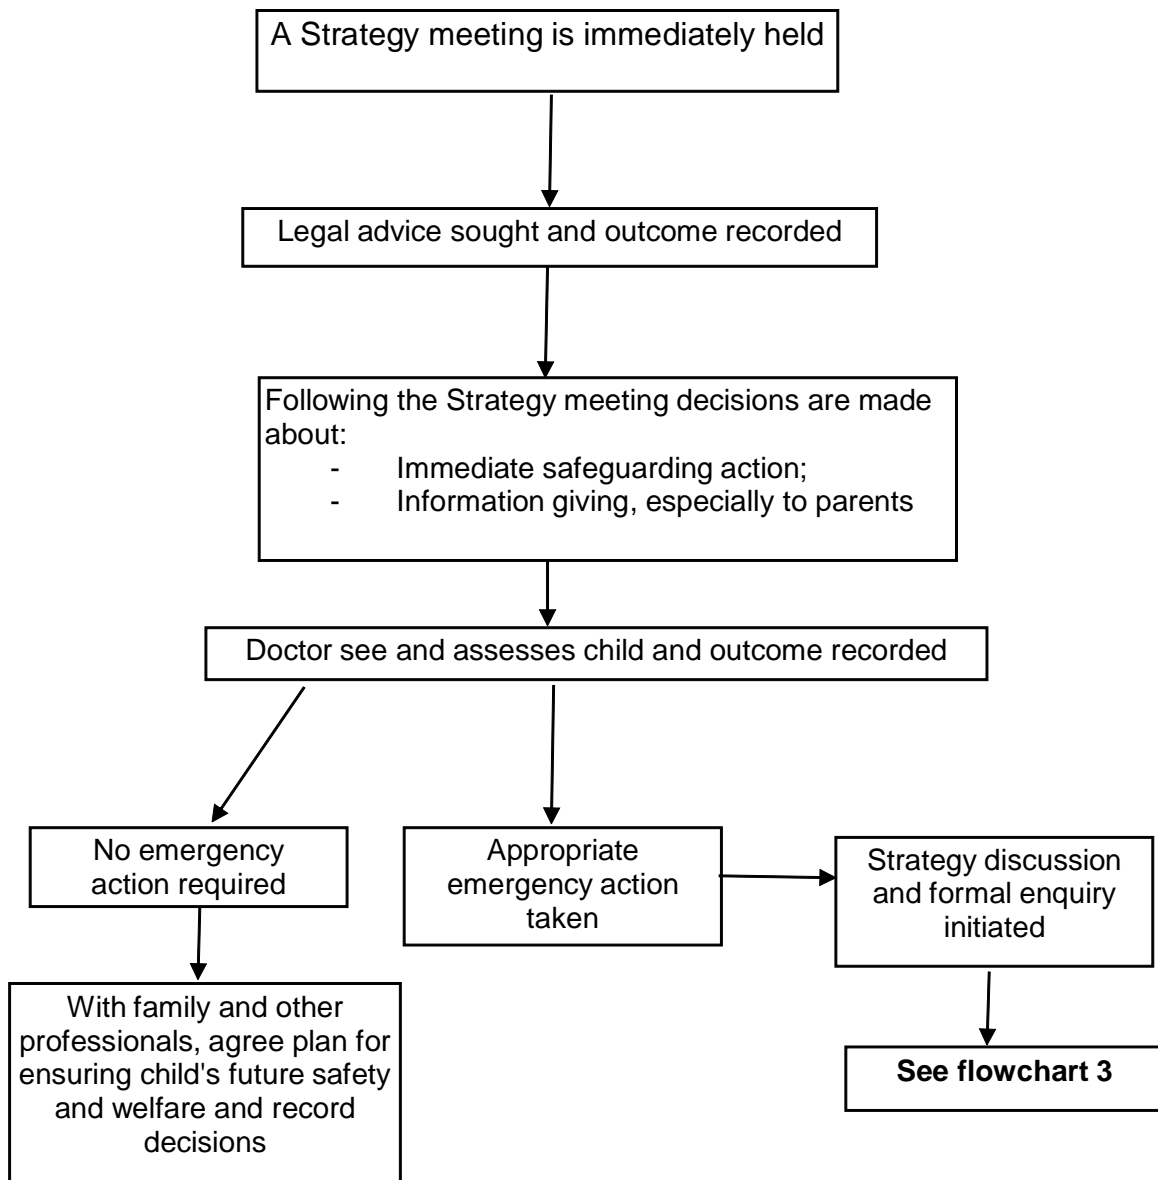 A Strategy meeting is immediately held
Legal advice sought and outcome recorded
Following the Strategy meeting decisions are made
about:
- Immediate safeguarding action;
- Information giving, especially to parents
Doctor see and assesses child and outcome recorded
No emergency
action required
Appropriate
emergency action
taken
Strategy discussion
and formal enquiry
initiated
With family and other
professionals, agree plan for
ensuring child's future safety
and welfare and record
decisions
See flowchart 3